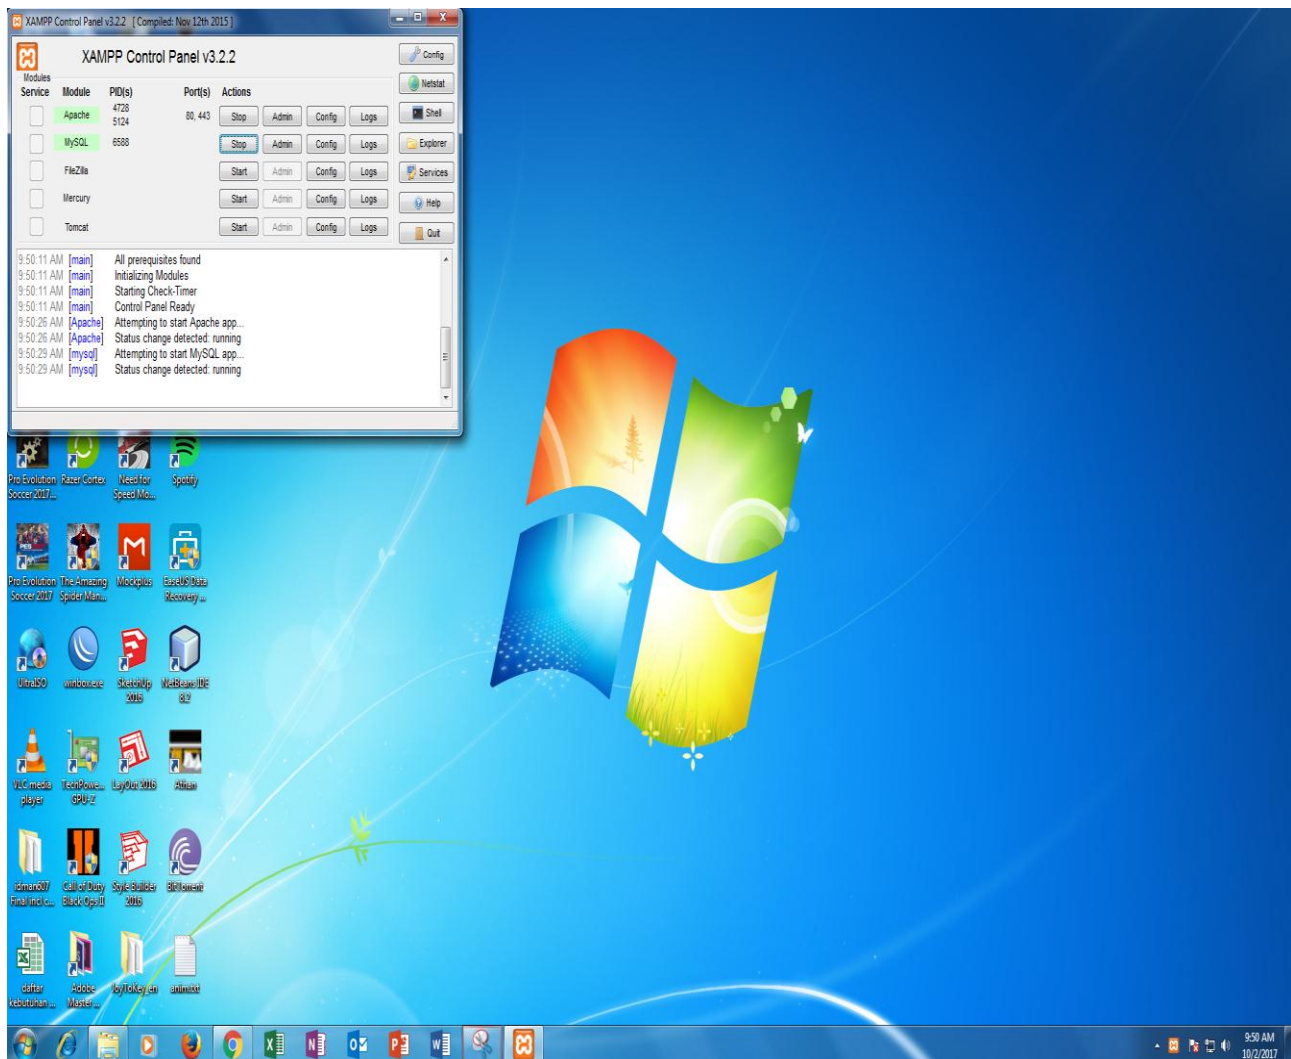 XAMPP Control Panel v3.2.2 [ Compiled: Nov 12th 2015 ]
XAMPP Control Panel v3.2.2
Config
Modules
Service Module PID(s) Port(s) Actions
Netstat
Apache 4728 5124 80, 443 Stop Admin Config Logs
Shell
MySQL 6588 Stop Admin Config Logs
Explorer
FileZilla Start Admin Config Logs
Services
Mercury Start Admin Config Logs
Help
Tomcat Start Admin Config Logs
Quit
9:50:11 AM [main] All prerequisites found
9:50:11 AM [main] Initializing Modules
9:50:11 AM [main] Starting Check-Timer
9:50:11 AM [main] Control Panel Ready
9:50:26 AM [Apache] Attempting to start Apache app...
9:50:26 AM [Apache] Status change detected: running
9:50:29 AM [mysql] Attempting to start MySQL app...
9:50:29 AM [mysql] Status change detected: running
Pro Evolution Razer Cortex Need for Spotify
Soccer 2017... Speed Mo...
Pro Evolution The Amazing Mockplus EaseUS Data
Soccer 2017 Spider Man... Recovery ...
UltraISO winbox.exe SketchUp NetBeans IDE
2016 8.2
VLC media TechPowe... LayOut 2016 Athan
player GPU-Z
idman607 Call of Duty Style Builder BitTorrent
Final incl c... Black Ops II 2016
daftar Adobe JoyToKey_en
kebutuhan ... Master ...
9:50 AM
10/2/2017